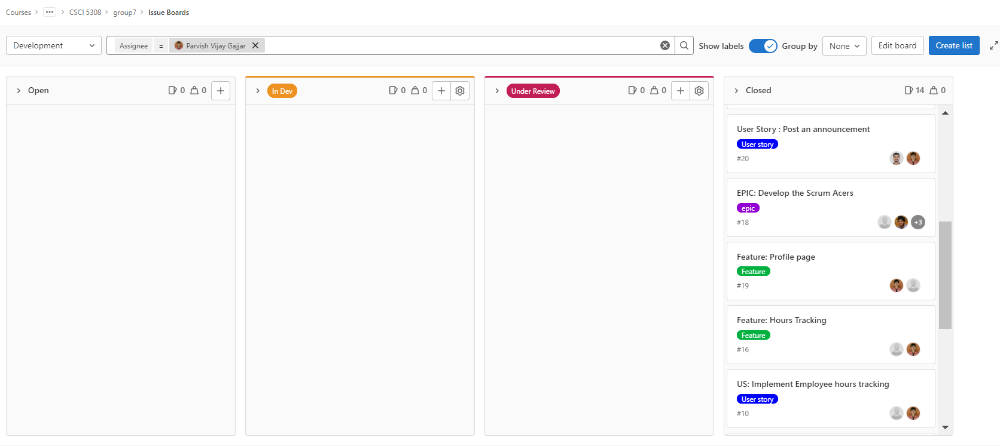 Courses > ... > CSCI 5308 > group7 > Issue Boards
Development Assignee = Parvish Vijay Gajjar Show labels Group by None Edit board Create list
Open 0 0
In Dev 0 0
Under Review 0 0
Closed 14 0
User Story : Post an announcement
User story
#20
EPIC: Develop the Scrum Acers
epic
#18 +3
Feature: Profile page
Feature
#19
Feature: Hours Tracking
Feature
#16
US: Implement Employee hours tracking
User story
#10